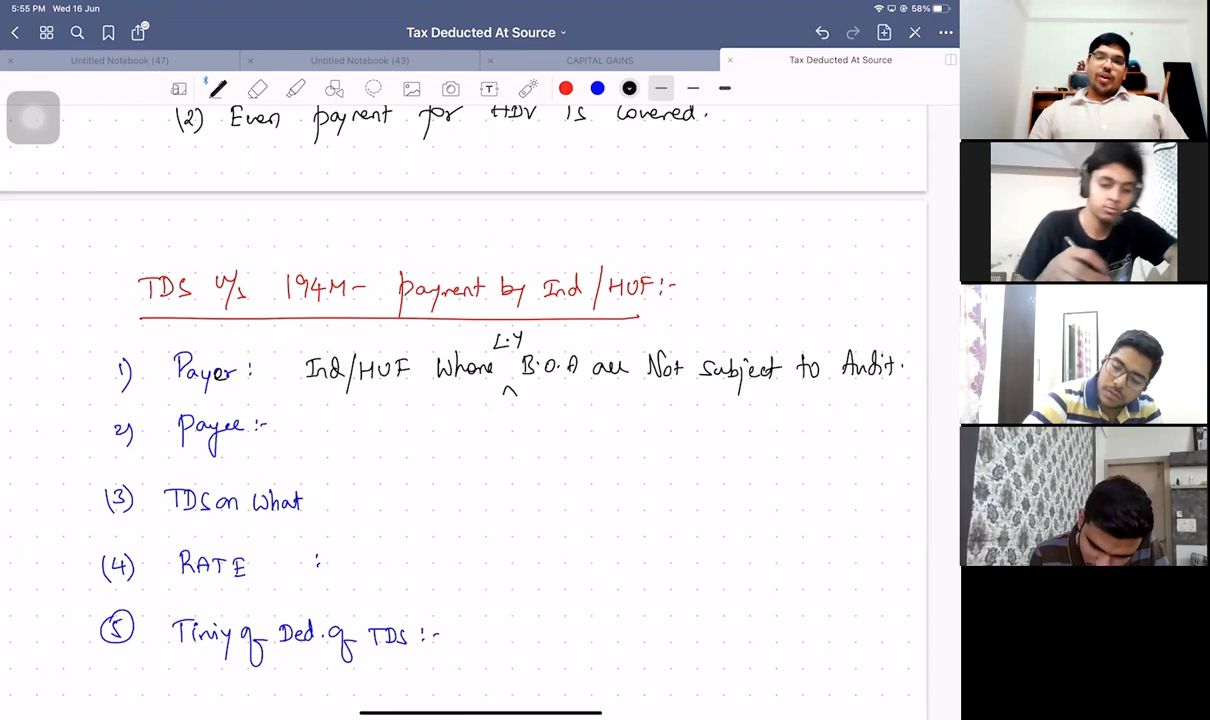 5:55 PM Wed 16 Jun
58%
Tax Deducted At Source
Untitled Notebook (47)
Untitled Notebook (43)
CAPITAL GAINS
Tax Deducted At Source
(2) Even payment for HDV is covered.
TDS u/s 194M - payment by Ind/HUF:-
L.Y
1) Payer: Ind/HUF Whose B.O.A are Not Subject to Audit.
2) Payee:-
(3) TDS on What
(4) RATE :
5 Timing of Ded. of TDS :-